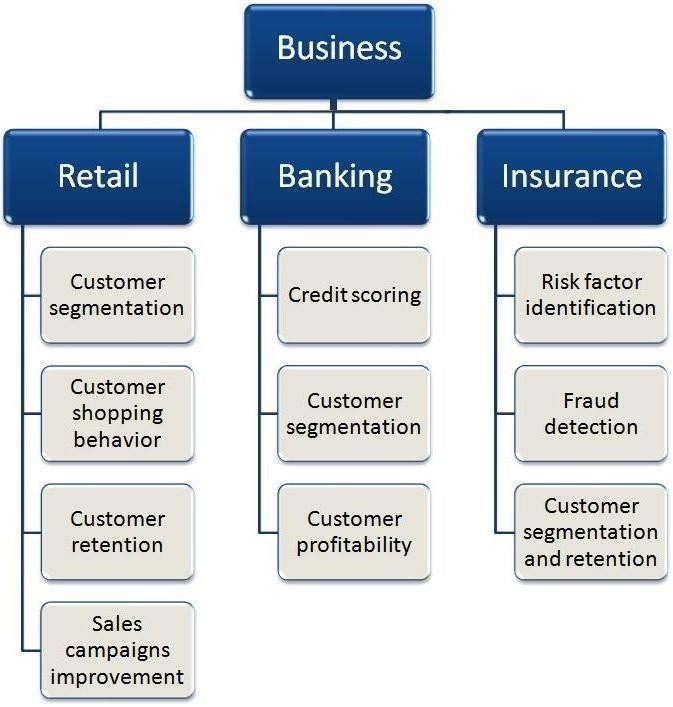 Business
Retail
Banking
Insurance
Customer
segmentation
Customer
shopping
behavior
Customer
retention
Sales
campaigns
improvement
Credit scoring
Customer
segmentation
Customer
profitability
Risk factor
identification
Fraud
detection
Customer
segmentation
and retention